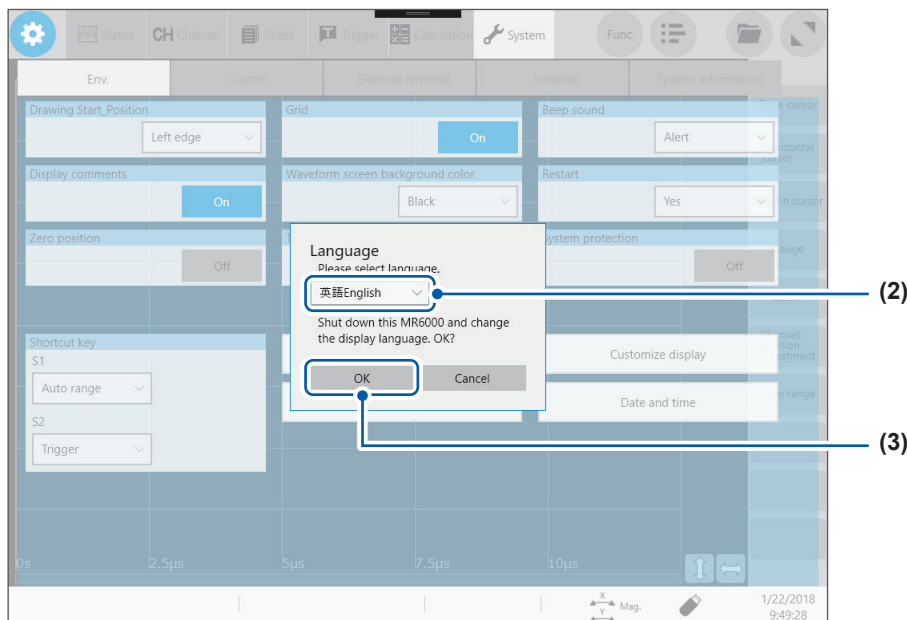 Status
CH Channel
Sheet
Trigger
Calculation
System
Func
Env.
Comm.
External terminal
Initialize
System information
Drawing Start_Position
Left edge
Grid
On
Beep sound
Alert
cursor
Display comments
On
Waveform screen background color
Black
Restart
Yes
cursor
Zero position
Off
System protection
Off
Language
Please select language.
英語English
(2)
Shut down this MR6000 and change
the display language. OK?
OK
Cancel
(3)
Shortcut key
S1
Auto range
S2
Trigger
Customize display
Date and time
range
0s
2.5μs
5μs
7.5μs
10μs
X
Y
Mag.
1/22/2018
9:49:28